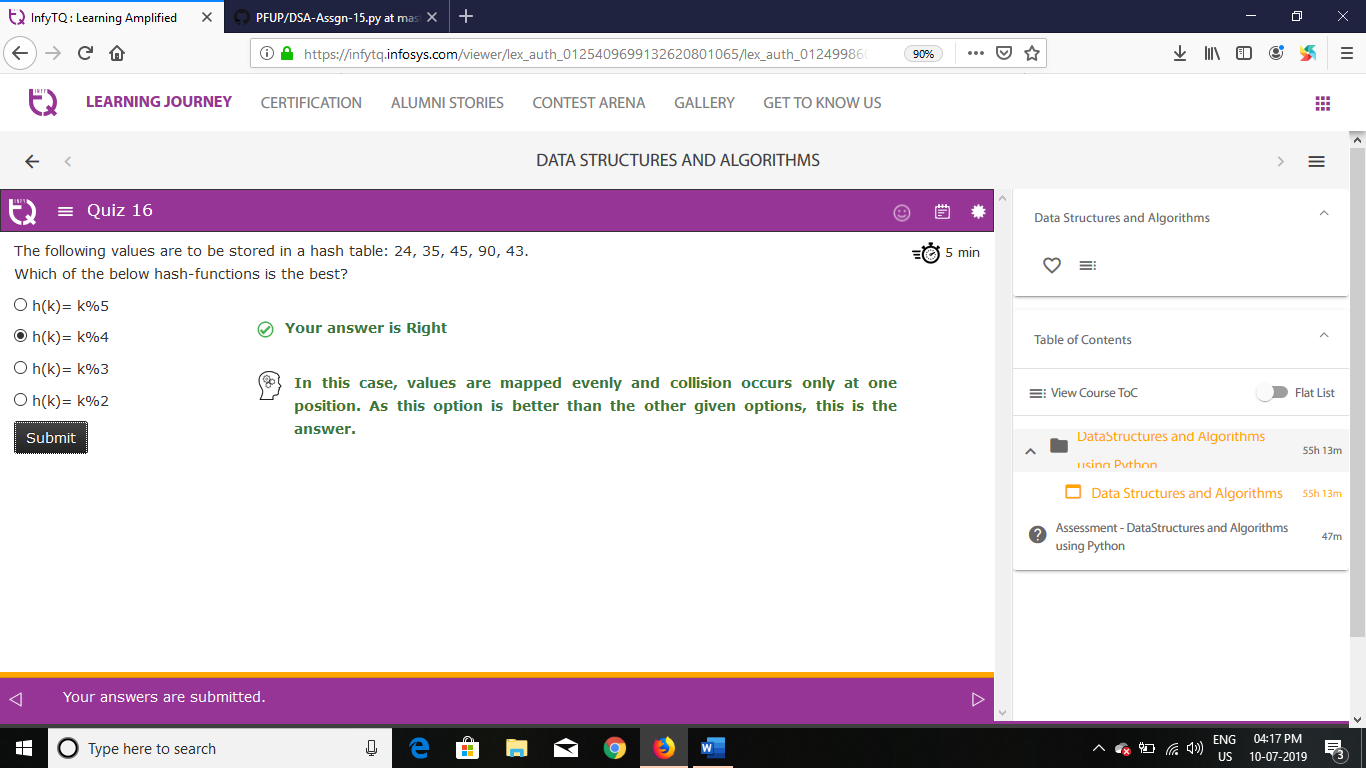 InfyTQ : Learning Amplified
PFUP/DSA-Assgn-15.py at mas
https://infytq.infosys.com/viewer/lex_auth_0125409699132620801065/lex_auth_01249986
90%
LEARNING JOURNEY CERTIFICATION ALUMNI STORIES CONTEST ARENA GALLERY GET TO KNOW US
DATA STRUCTURES AND ALGORITHMS
Quiz 16
The following values are to be stored in a hash table: 24, 35, 45, 90, 43.
5 min
Which of the below hash-functions is the best?
h(k)= k%5
h(k)= k%4
h(k)= k%3
h(k)= k%2
Submit
Your answer is Right
In this case, values are mapped evenly and collision occurs only at one
position. As this option is better than the other given options, this is the
answer.
Your answers are submitted.
Data Structures and Algorithms
Table of Contents
View Course ToC
Flat List
DataStructures and Algorithms
using Python
55h 13m
Data Structures and Algorithms
55h 13m
Assessment - DataStructures and Algorithms
using Python
47m
Type here to search
ENG
US
04:17 PM
10-07-2019
3